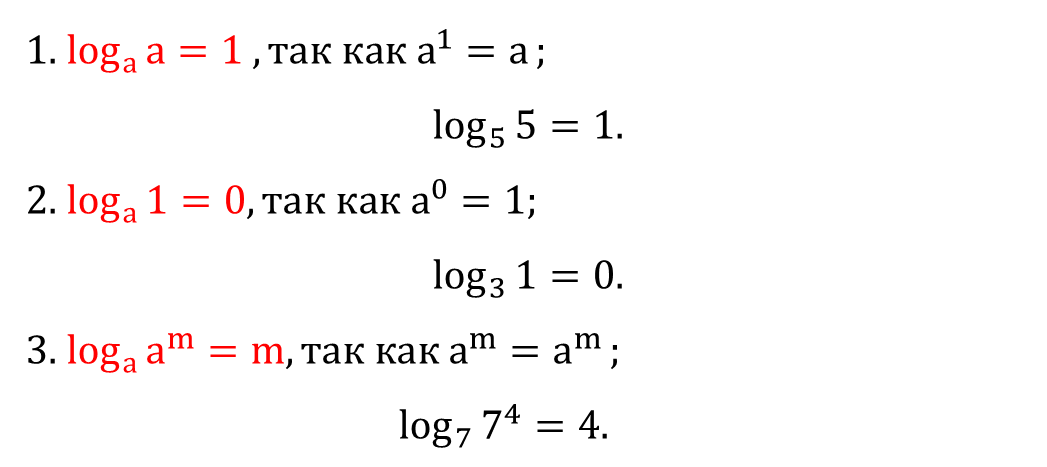 1. logₐ a = 1 , так как a¹ = a ;
log₅ 5 = 1.
2. logₐ 1 = 0, так как a⁰ = 1;
log₃ 1 = 0.
3. logₐ aᵐ = m, так как aᵐ = aᵐ ;
log₇ 7⁴ = 4.